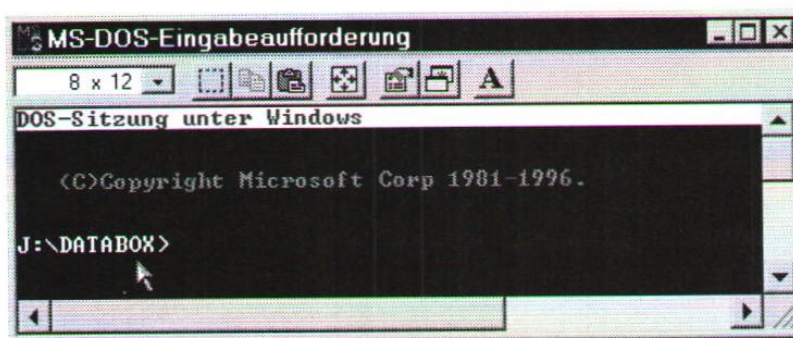 MS-DOS-Eingabeaufforderung
8 x 12 A
DOS-Sitzung unter Windows
(C)Copyright Microsoft Corp 1981-1996.
J:\DATABOX>